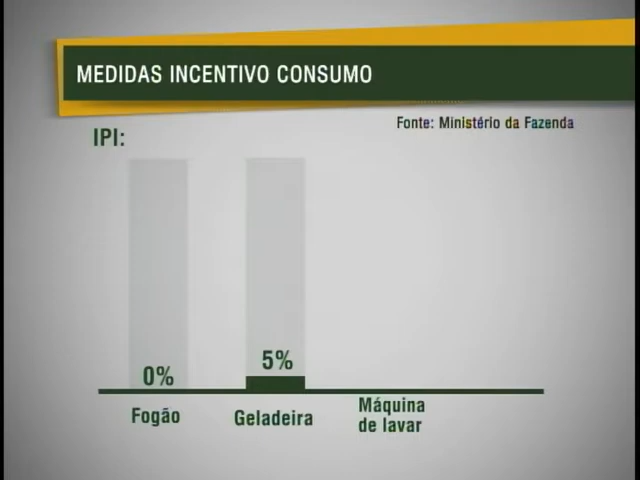 MEDIDAS INCENTIVO CONSUMO
Fonte: Ministério da Fazenda
IPI:
0%
5%
Fogão
Geladeira
Máquina
de lavar